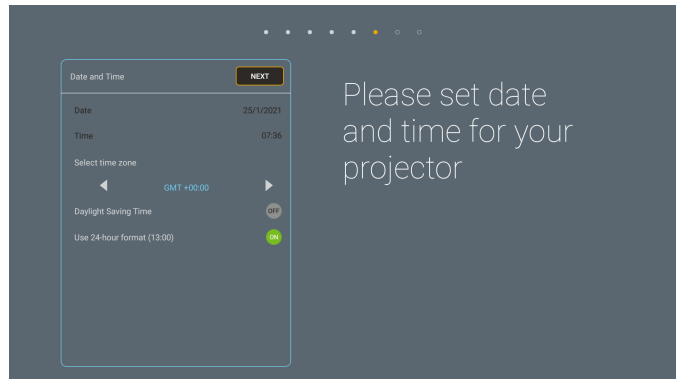 Date and Time
NEXT
Date
25/1/2021
Time
07:36
Select time zone
GMT +00:00
Daylight Saving Time
OFF
Use 24-hour format (13:00)
ON
Please set date
and time for your
projector